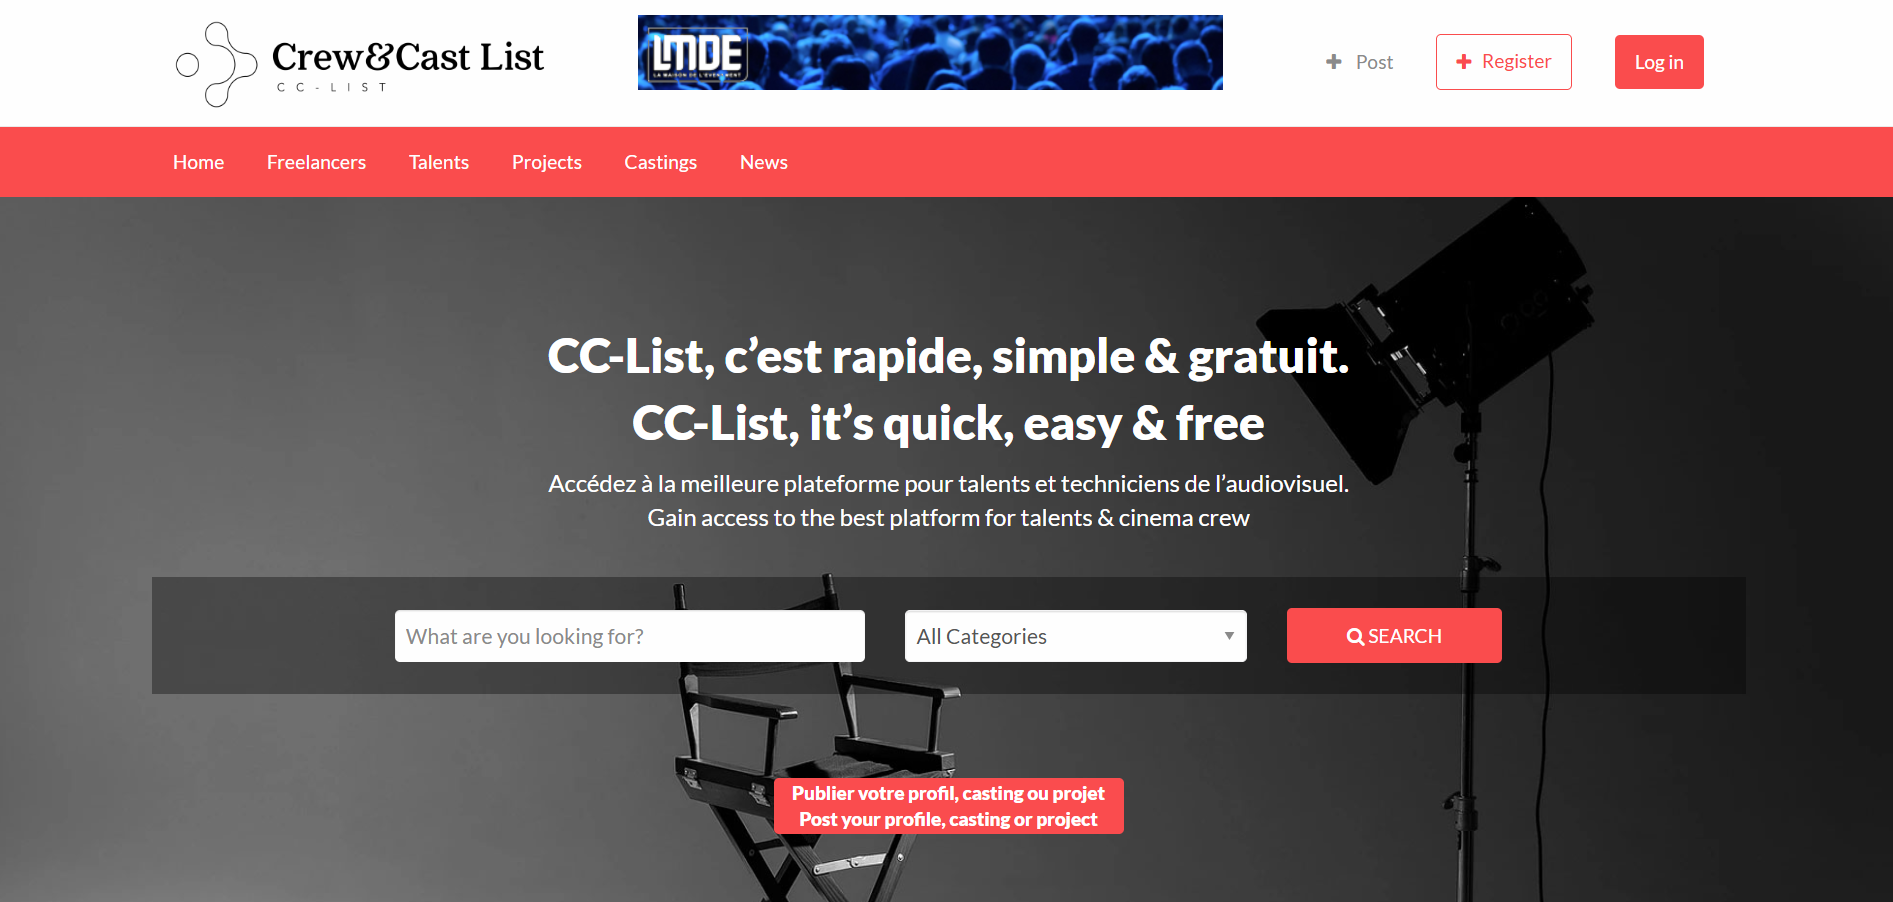 Crew&Cast List
CC-LIST
LMDE
LA MAISON DE L'ÉVÉNEMENT
Post
Register
Log in
Home
Freelancers
Talents
Projects
Castings
News
CC-List, c’est rapide, simple & gratuit.
CC-List, it’s quick, easy & free
Accédez à la meilleure plateforme pour talents et techniciens de l’audiovisuel.
Gain access to the best platform for talents & cinema crew
What are you looking for?
All Categories
SEARCH
Publier votre profil, casting ou projet
Post your profile, casting or project